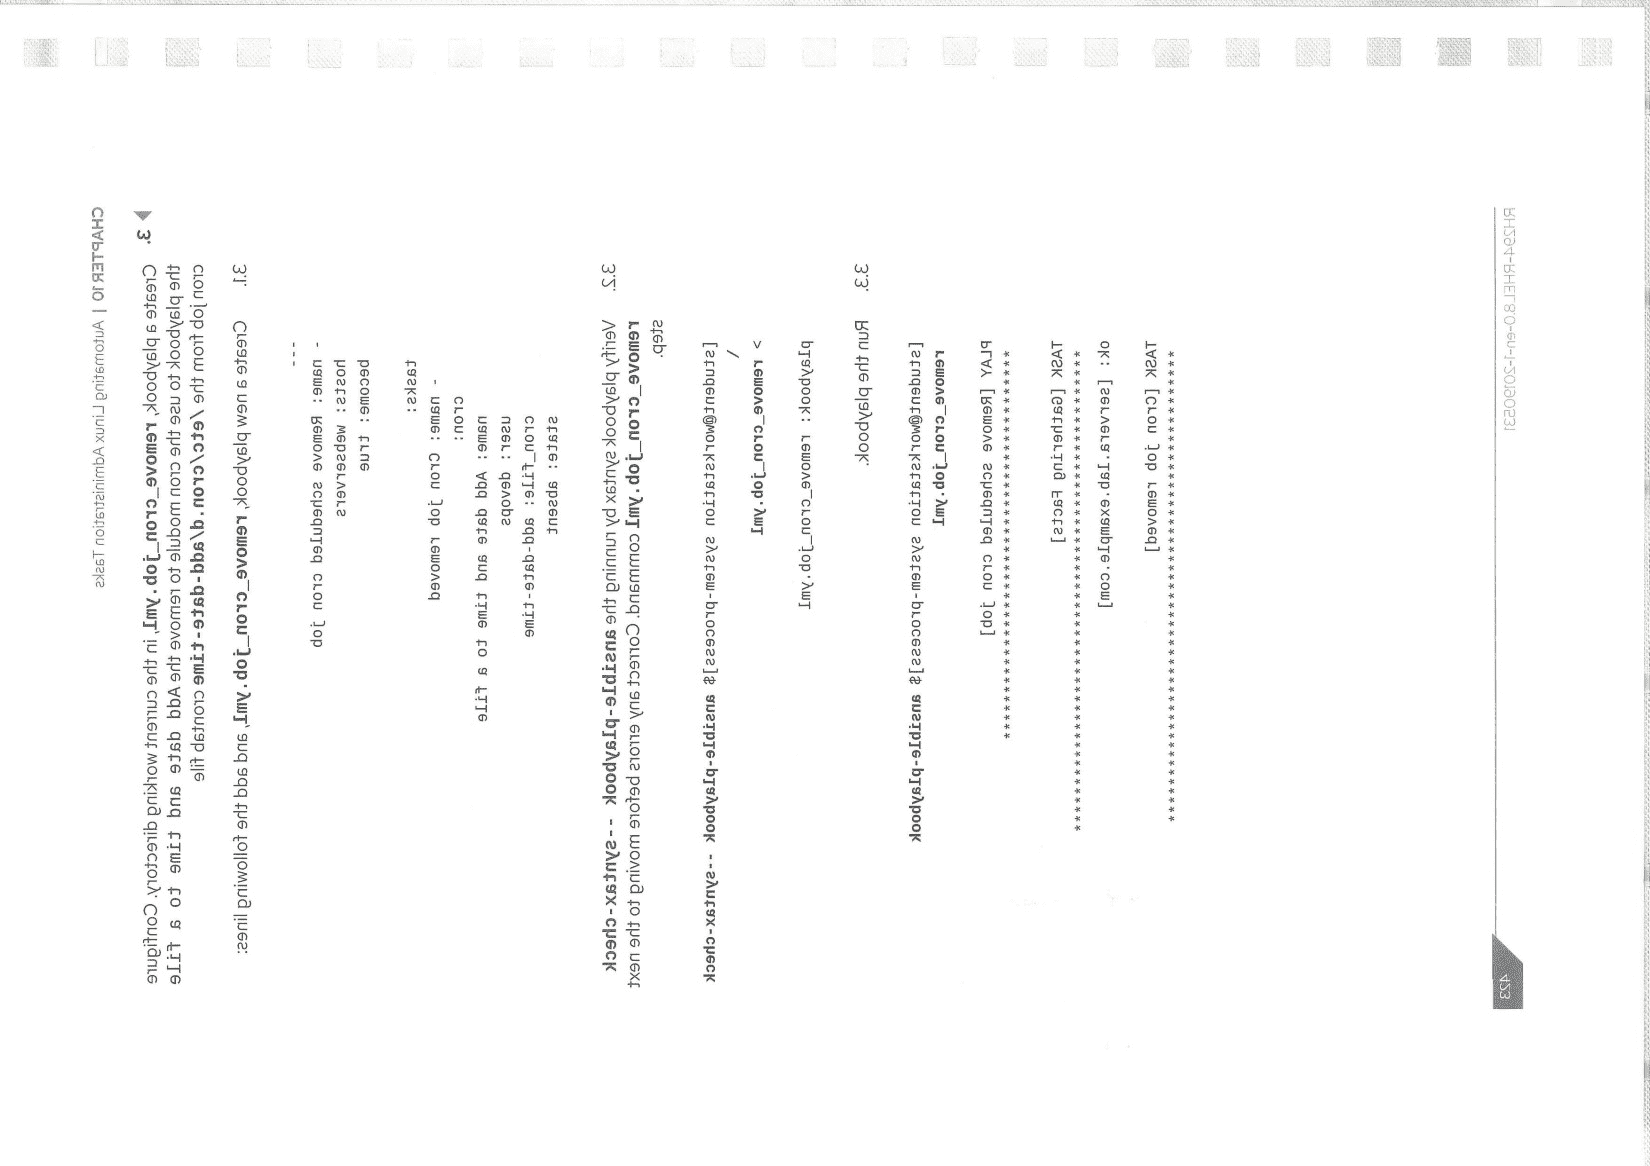 CHAPTER 10 | Automating Linux Administration Tasks
3. Create a playbook, remove_cron_job.yml, in the current working directory. Configure
the playbook to use the cron module to remove the Add date and time to a file
cron job from the /etc/cron.d/add-date-time crontab file
3.1. Create a new playbook, remove_cron_job.yml, and add the following lines:
---
- name: Remove scheduled cron job
hosts: webservers
become: true
tasks:
- name: cron job removed
cron:
name: Add date and time to a file
user: devops
cron_file: add-date-time
state: absent
3.2. Verify playbook syntax by running the ansible-playbook --syntax-check
remove_cron_job.yml command. Correct any errors before moving to the next
step.
[student@workstation system-process]$ ansible-playbook --syntax-check
\
> remove_cron_job.yml
playbook: remove_cron_job.yml
3.3. Run the playbook.
[student@workstation system-process]$ ansible-playbook
remove_cron_job.yml
PLAY [Remove scheduled cron job]
*************************************************
TASK [Gathering Facts]
************************************************************
ok: [servera.lab.example.com]
TASK [cron job removed]
***********************************************************
RH294-RHEL8.0-en-1-20190531
423